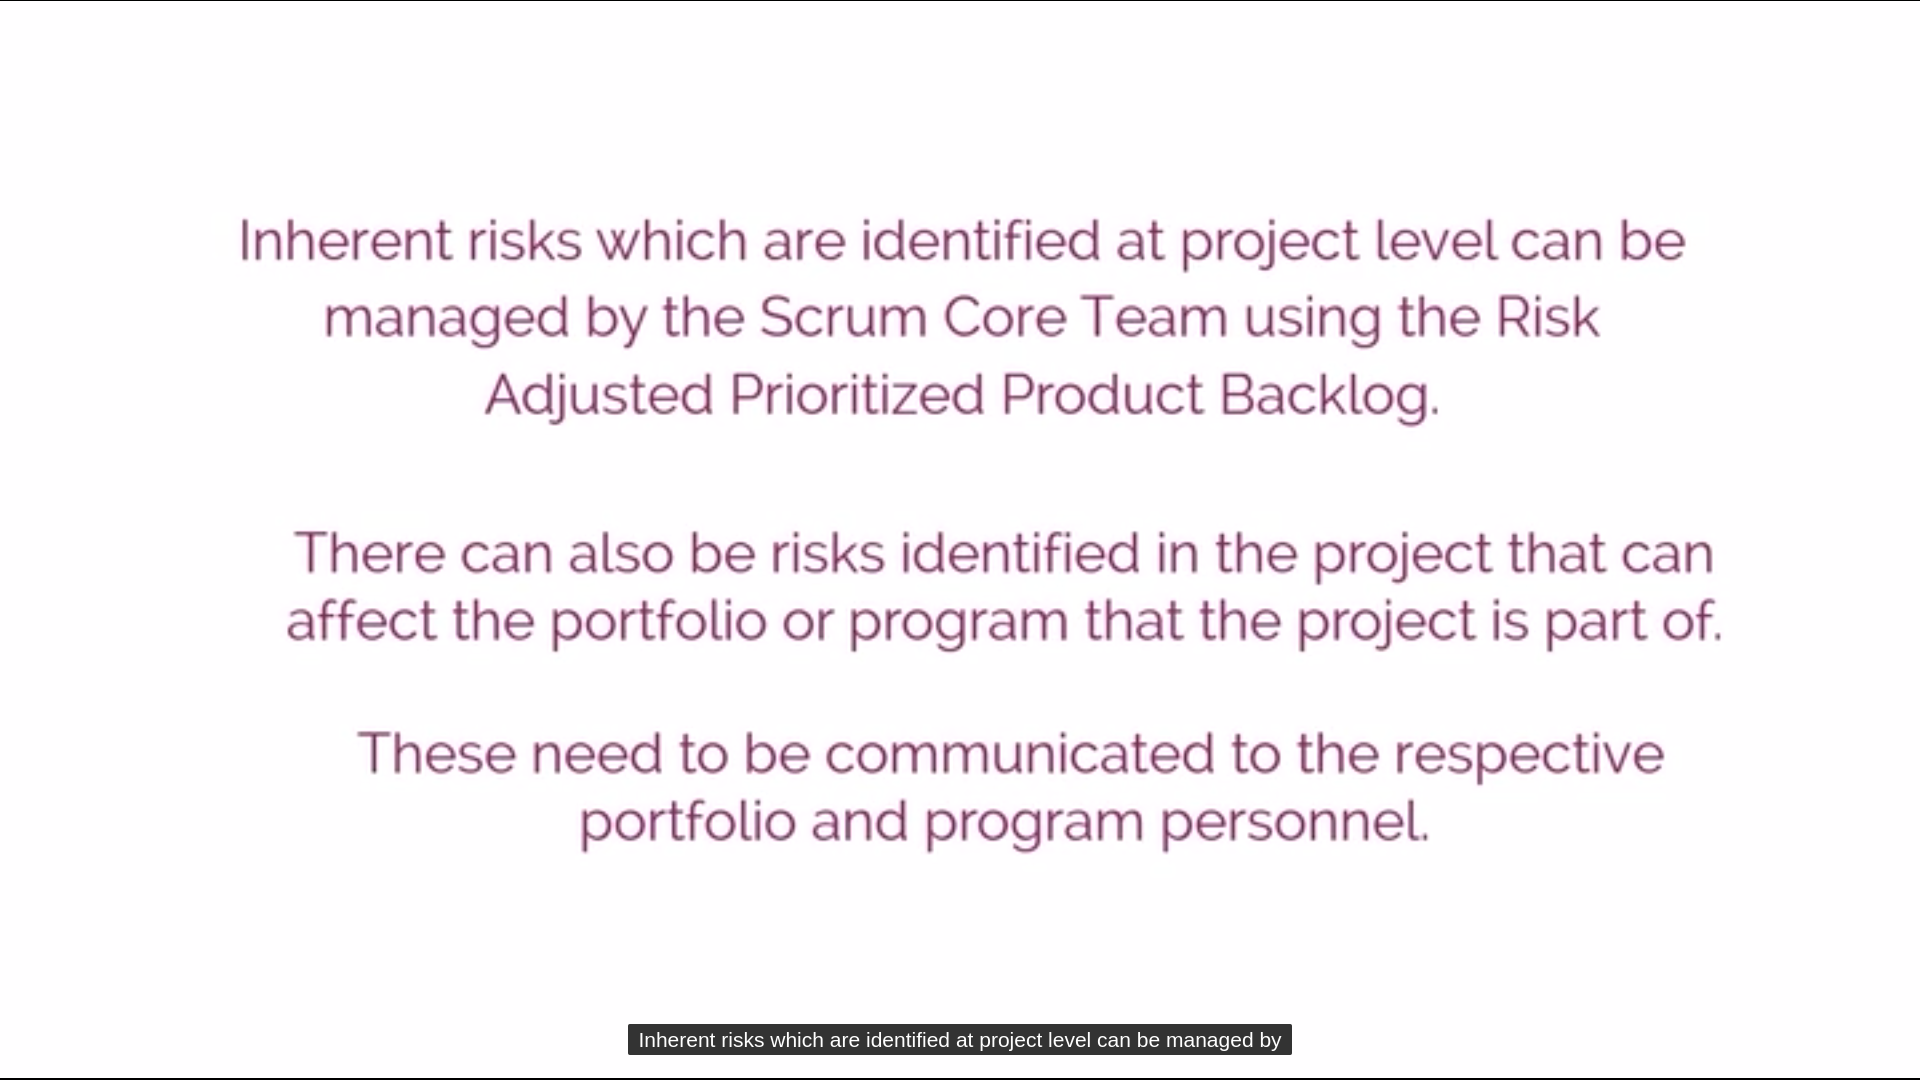 Inherent risks which are identified at project level can be
managed by the Scrum Core Team using the Risk
Adjusted Prioritized Product Backlog.
There can also be risks identified in the project that can
affect the portfolio or program that the project is part of.
These need to be communicated to the respective
portfolio and program personnel.
Inherent risks which are identified at project level can be managed by